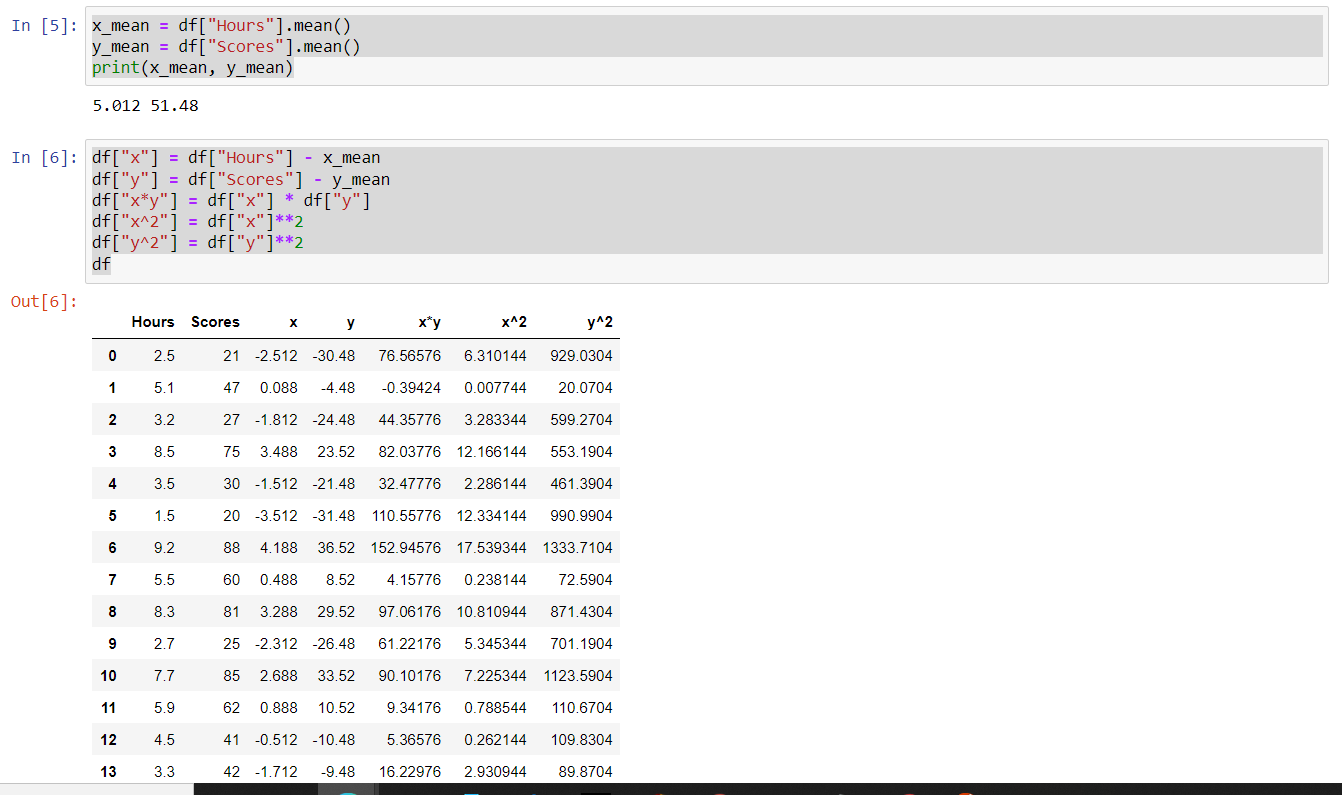 In [5]: x_mean = df["Hours"].mean()
y_mean = df["Scores"].mean()
print(x_mean, y_mean)
5.012 51.48
In [6]: df["x"] = df["Hours"] - x_mean
df["y"] = df["Scores"] - y_mean
df["x*y"] = df["x"] * df["y"]
df["x^2"] = df["x"]**2
df["y^2"] = df["y"]**2
df
Out[6]:
Hours Scores x y x*y x^2 y^2
0 2.5 21 -2.512 -30.48 76.56576 6.310144 929.0304
1 5.1 47 0.088 -4.48 -0.39424 0.007744 20.0704
2 3.2 27 -1.812 -24.48 44.35776 3.283344 599.2704
3 8.5 75 3.488 23.52 82.03776 12.166144 553.1904
4 3.5 30 -1.512 -21.48 32.47776 2.286144 461.3904
5 1.5 20 -3.512 -31.48 110.55776 12.334144 990.9904
6 9.2 88 4.188 36.52 152.94576 17.539344 1333.7104
7 5.5 60 0.488 8.52 4.15776 0.238144 72.5904
8 8.3 81 3.288 29.52 97.06176 10.810944 871.4304
9 2.7 25 -2.312 -26.48 61.22176 5.345344 701.1904
10 7.7 85 2.688 33.52 90.10176 7.225344 1123.5904
11 5.9 62 0.888 10.52 9.34176 0.788544 110.6704
12 4.5 41 -0.512 -10.48 5.36576 0.262144 109.8304
13 3.3 42 -1.712 -9.48 16.22976 2.930944 89.8704